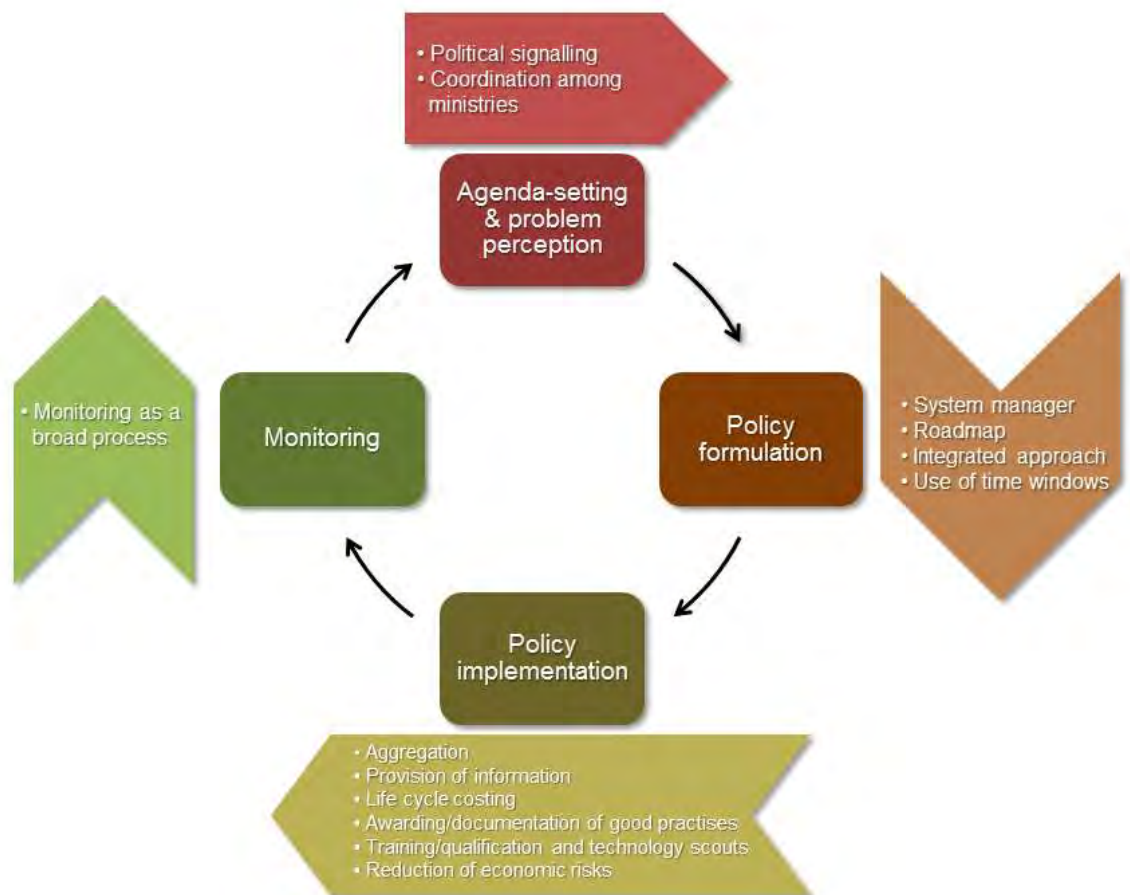 • Political signalling
• Coordination among
ministries
Agenda-setting
& problem
perception
• System manager
• Roadmap
• Integrated approach
• Use of time windows
Policy
formulation
• Monitoring as a
broad process
Monitoring
Policy
implementation
• Aggregation
• Provision of information
• Life cycle costing
• Awarding/documentation of good practises
• Training/qualification and technology scouts
• Reduction of economic risks